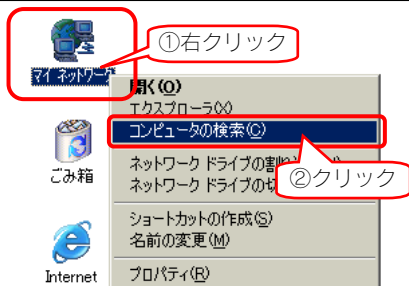 ①右クリック
マイ ネットワーク
開く(O)
エクスプローラ(X)
コンピュータの検索(C)
ごみ箱
ネットワーク ドライブの割
ネットワーク ドライブの切
②クリック
ショートカットの作成(S)
名前の変更(M)
Internet
プロパティ(R)